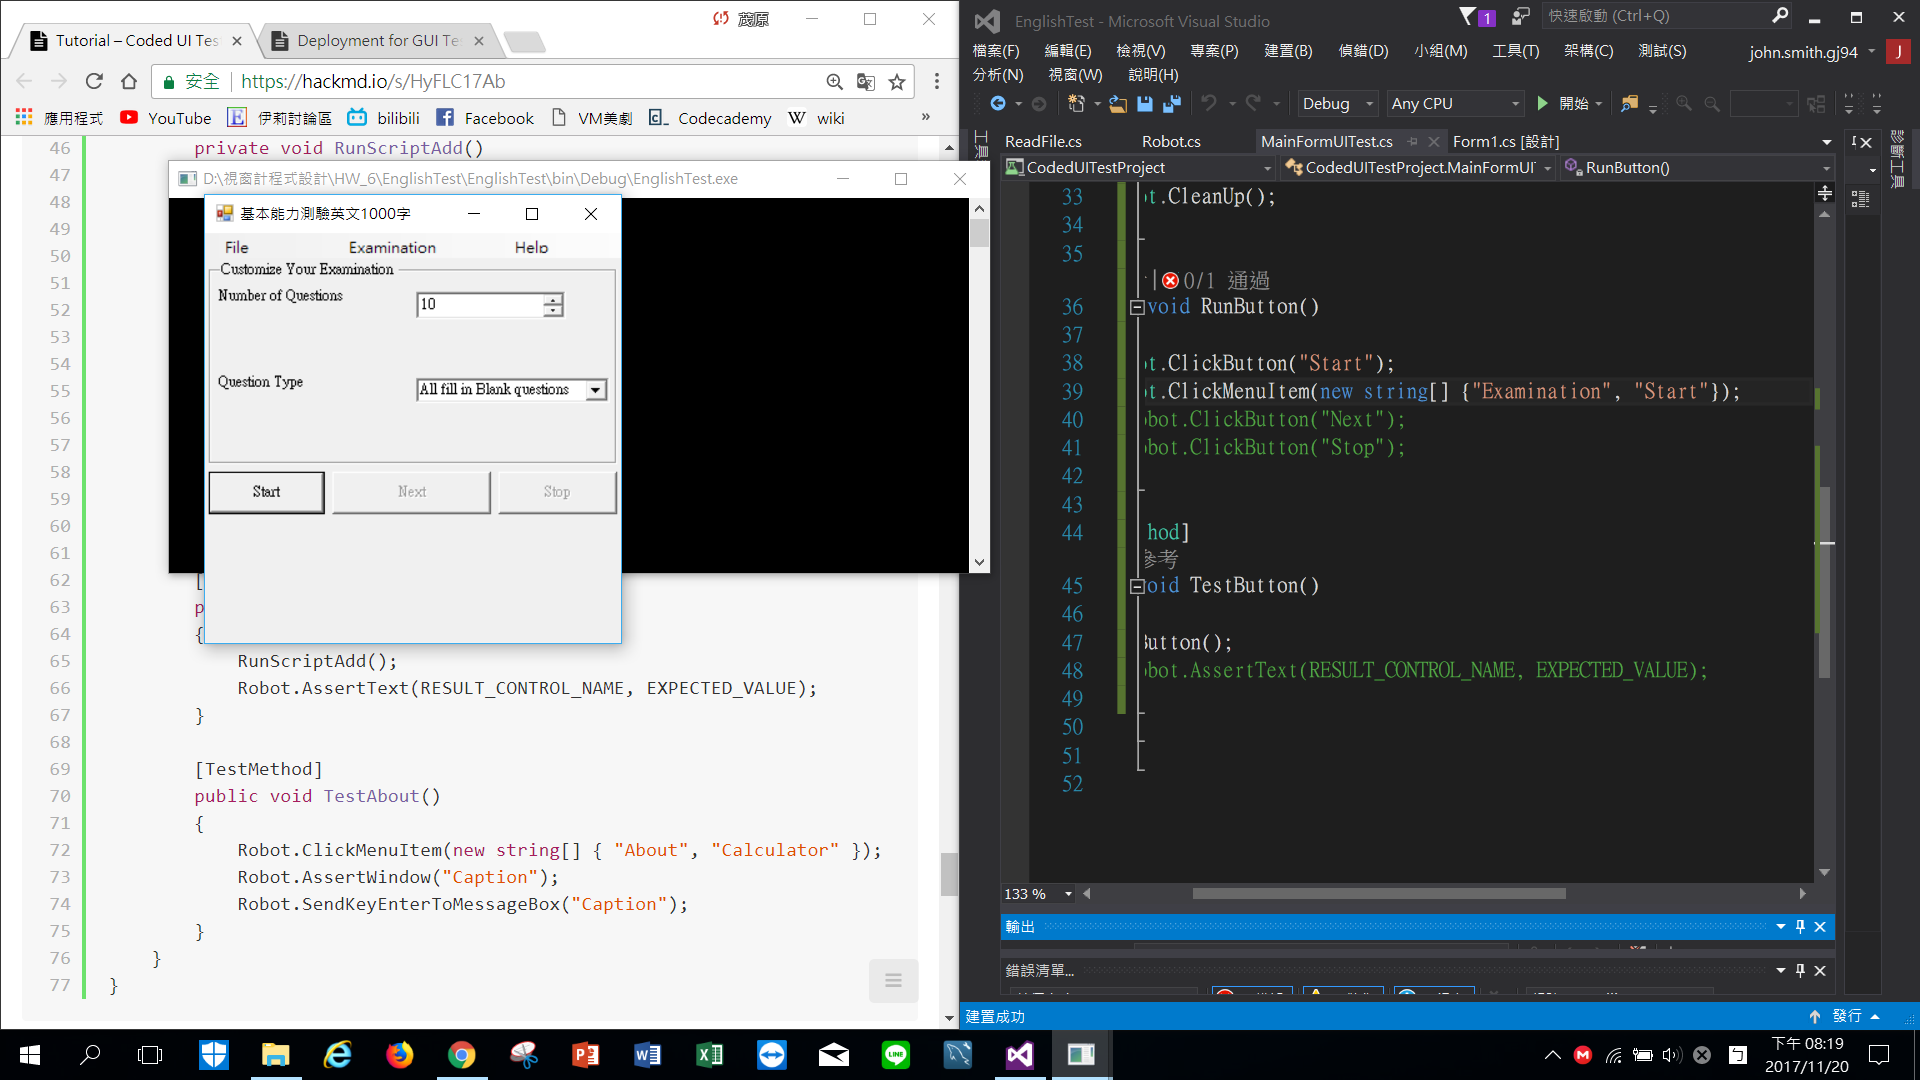 茂原
Tutorial – Coded UI Tes
Deployment for GUI Te
安全
https://hackmd.io/s/HyFLC17Ab
應用程式
YouTube
伊莉討論區
bilibili
Facebook
VM美劇
Codecademy
wiki
»
46 private void RunScriptAdd()
47
48
49
50
51
52
53
54
55
56
57
58
59
60
61
62 [
63 p
64 {
65 RunScriptAdd();
66 Robot.AssertText(RESULT_CONTROL_NAME, EXPECTED_VALUE);
67 }
68
69 [TestMethod]
70 public void TestAbout()
71 {
72 Robot.ClickMenuItem(new string[] { "About", "Calculator" });
73 Robot.AssertWindow("Caption");
74 Robot.SendKeyEnterToMessageBox("Caption");
75 }
76 }
77 }
D:\視窗計程式設計\HW_6\EnglishTest\EnglishTest\bin\Debug\EnglishTest.exe
基本能力測驗英文1000字
File Examination Help
Customize Your Examination
Number of Questions 10
Question Type All fill in Blank questions
Start Next Stop
EnglishTest - Microsoft Visual Studio
1
快速啟動 (Ctrl+Q)
檔案(F) 編輯(E) 檢視(V) 專案(P) 建置(B) 偵錯(D) 小組(M) 工具(T) 架構(C) 測試(S)
john.smith.gj94
J
分析(N) 視窗(W) 說明(H)
Debug Any CPU 開始
ReadFile.cs Robot.cs MainFormUITest.cs Form1.cs [設計]
診斷工具
CodedUITestProject CodedUITestProject.MainFormUI RunButton()
33 t.CleanUp();
34
35
0/1 通過
36 void RunButton()
37
38 t.ClickButton("Start");
39 t.ClickMenuItem(new string[] {"Examination", "Start"});
40 bot.ClickButton("Next");
41 bot.ClickButton("Stop");
42
43
44 hod]
參考
45 oid TestButton()
46
47 Button();
48 bot.AssertText(RESULT_CONTROL_NAME, EXPECTED_VALUE);
49
50
51
52
133 %
輸出
錯誤清單...
建置成功
發行
下午 08:19
2017/11/20